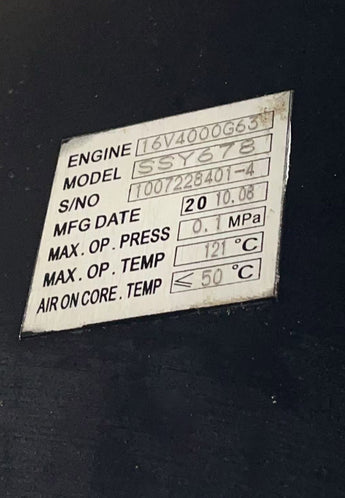 ENGINE 16V4000G63
MODEL SSY678
S/NO 1007228401-4
MFG DATE 20 10.08
MAX. OP. PRESS 0.1 MPa
MAX. OP. TEMP 121 °C
AIR ON CORE. TEMP ≤ 50 °C